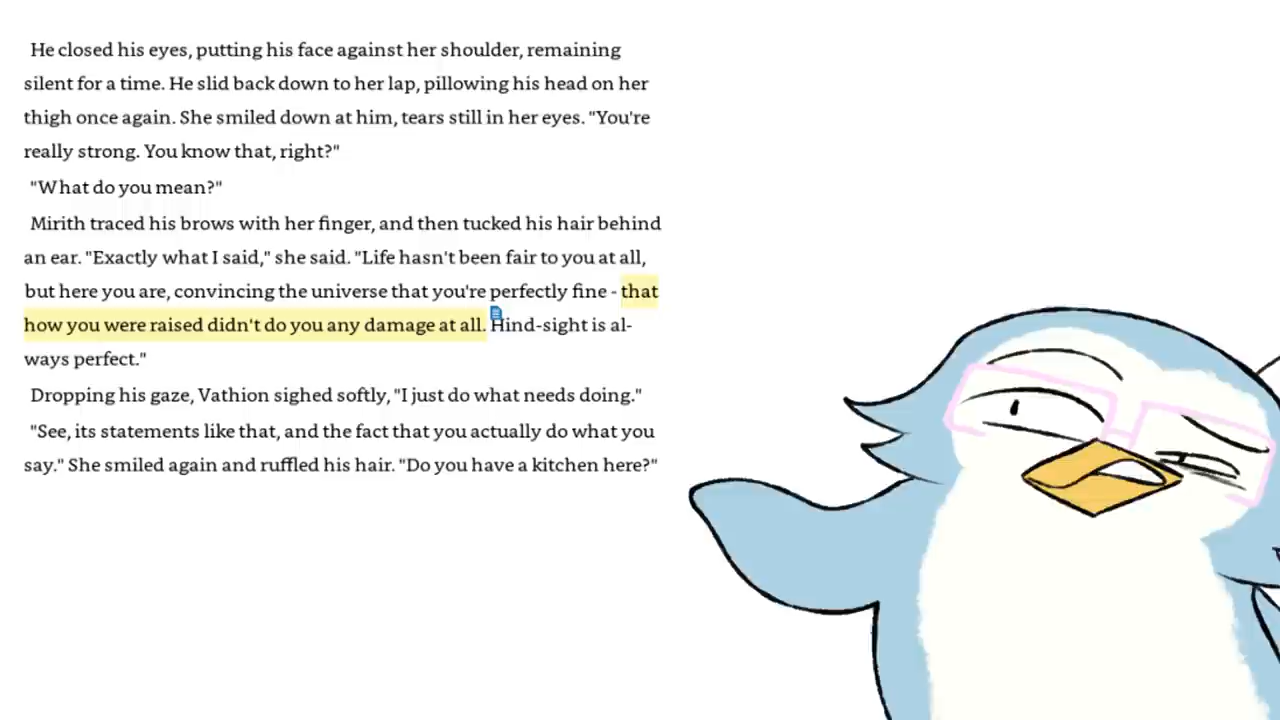 He closed his eyes, putting his face against her shoulder, remaining
silent for a time. He slid back down to her lap, pillowing his head on her
thigh once again. She smiled down at him, tears still in her eyes. "You're
really strong. You know that, right?"
"What do you mean?"
Mirith traced his brows with her finger, and then tucked his hair behind
an ear. "Exactly what I said," she said. "Life hasn't been fair to you at all,
but here you are, convincing the universe that you're perfectly fine - that
how you were raised didn't do you any damage at all. Hind-sight is al-
ways perfect."
Dropping his gaze, Vathion sighed softly, "I just do what needs doing."
"See, its statements like that, and the fact that you actually do what you
say." She smiled again and ruffled his hair. "Do you have a kitchen here?"